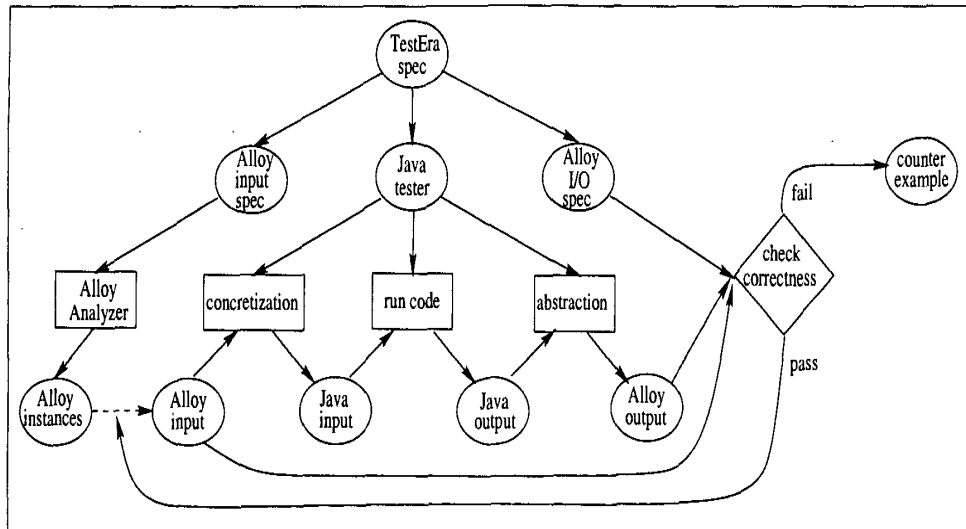 TestEra
spec
Alloy
input
spec
Java
tester
Alloy
I/O
spec
counter
example
fail
check
correctness
Alloy
Analyzer
concretization
run code
abstraction
pass
Alloy
instances
Alloy
input
Java
input
Java
output
Alloy
output